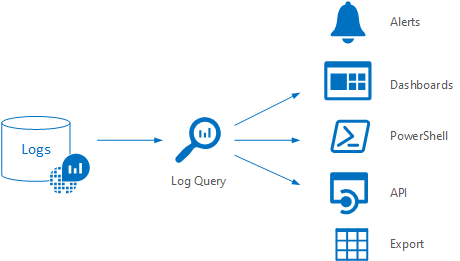 Alerts
Dashboards
Logs
PowerShell
Log Query
API
Export